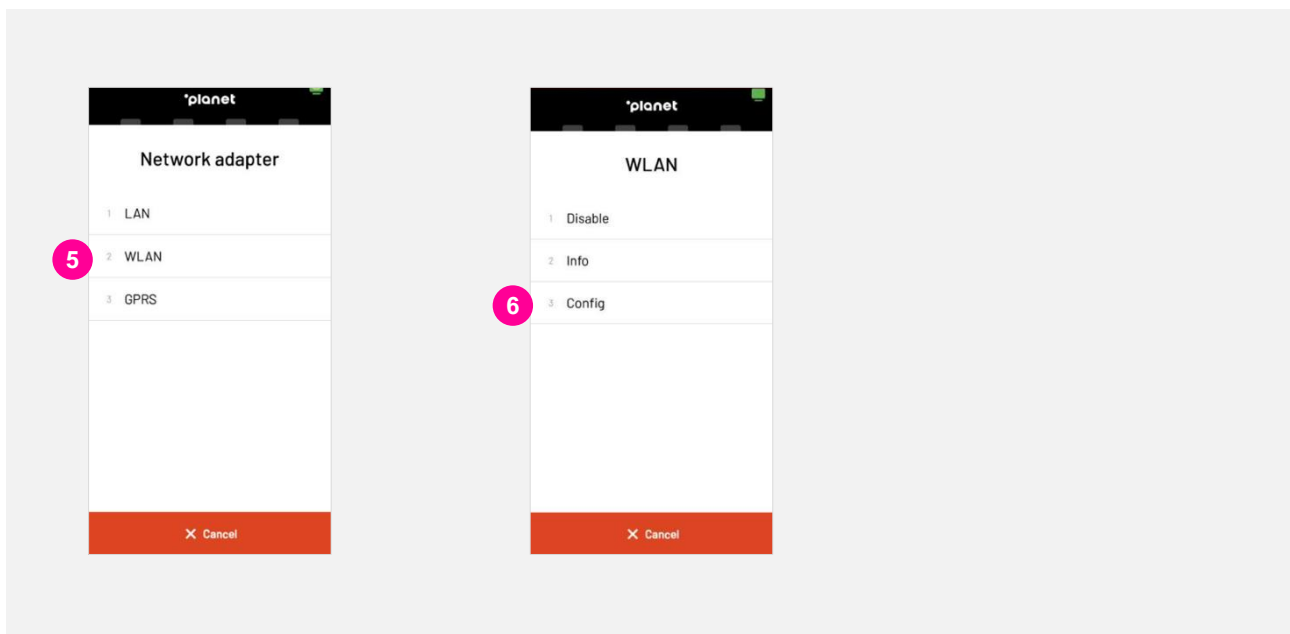 planet
Network adapter
1 LAN
5
2 WLAN
3 GPRS
X Cancel
planet
WLAN
1 Disable
2 Info
6
3 Config
X Cancel